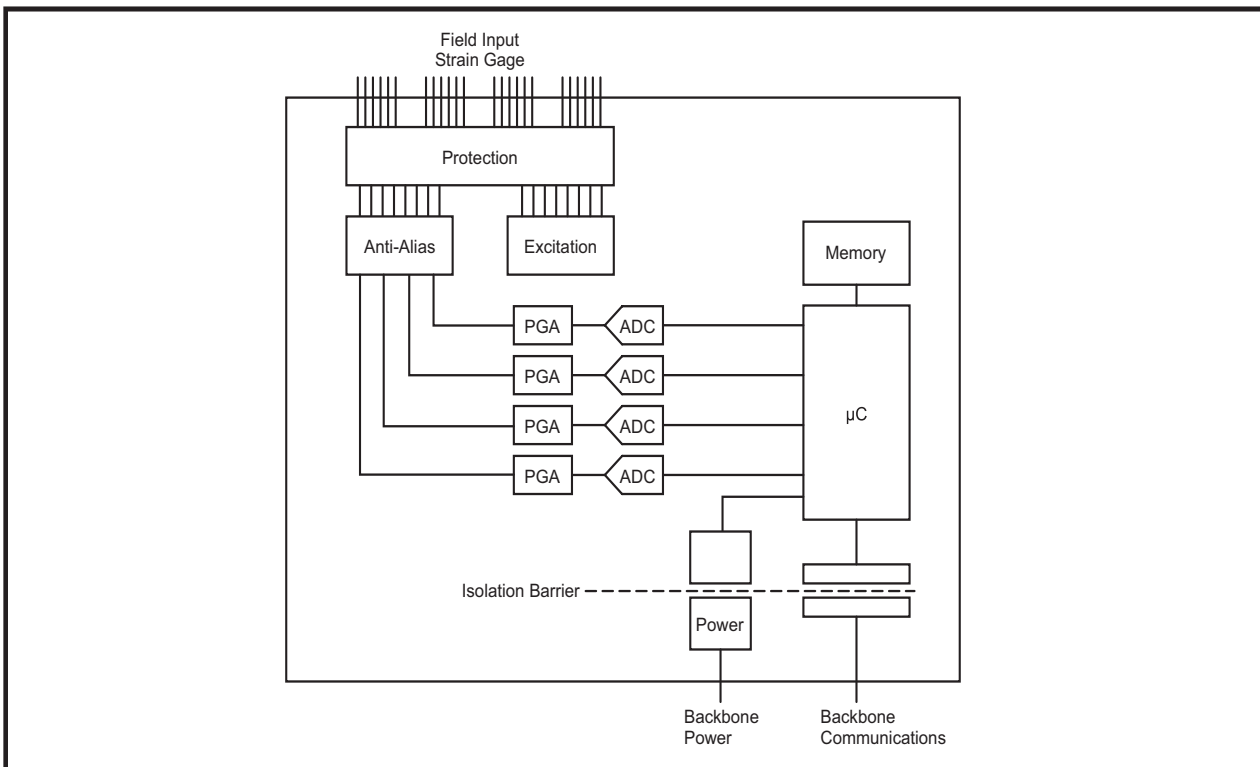 Field Input
Strain Gage
Protection
Anti-Alias
Excitation
Memory
PGA
ADC
PGA
ADC
µC
PGA
ADC
PGA
ADC
Isolation Barrier
Power
Backbone
Power
Backbone
Communications